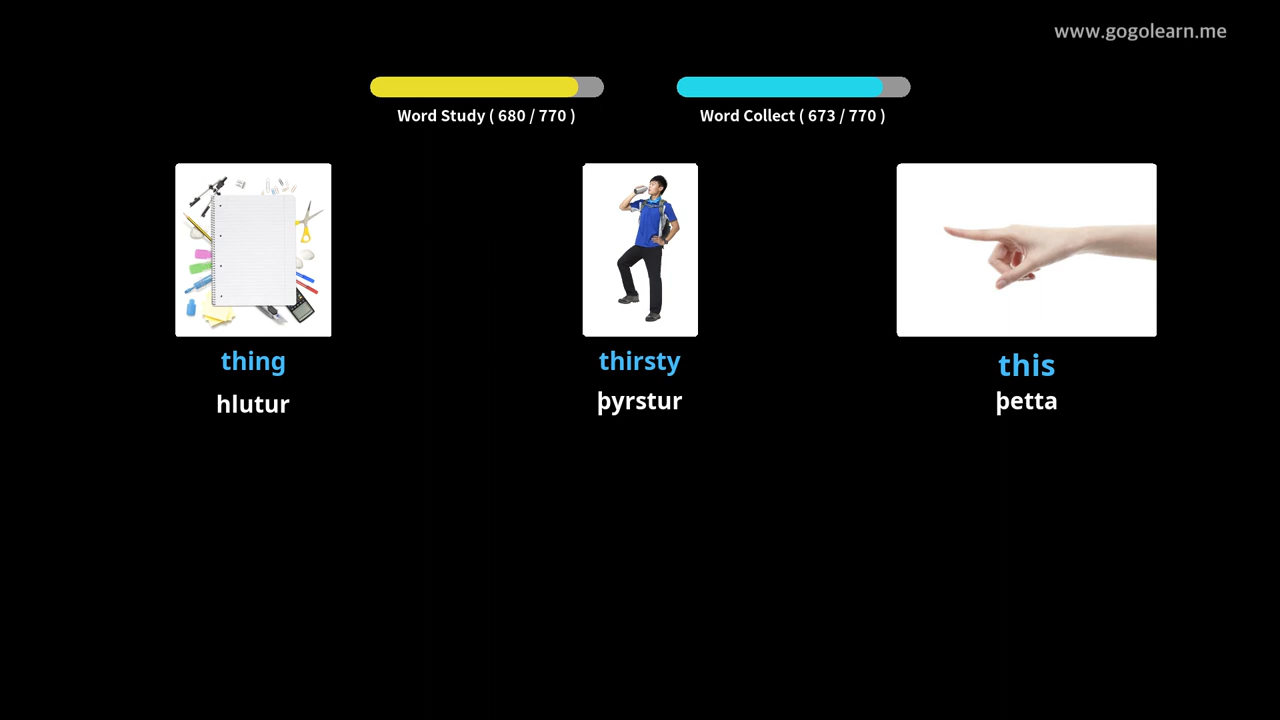 www.gogolearn.me
Word Study ( 680 / 770 )
Word Collect ( 673 / 770 )
thing
thirsty
this
hlutur
þyrstur
þetta